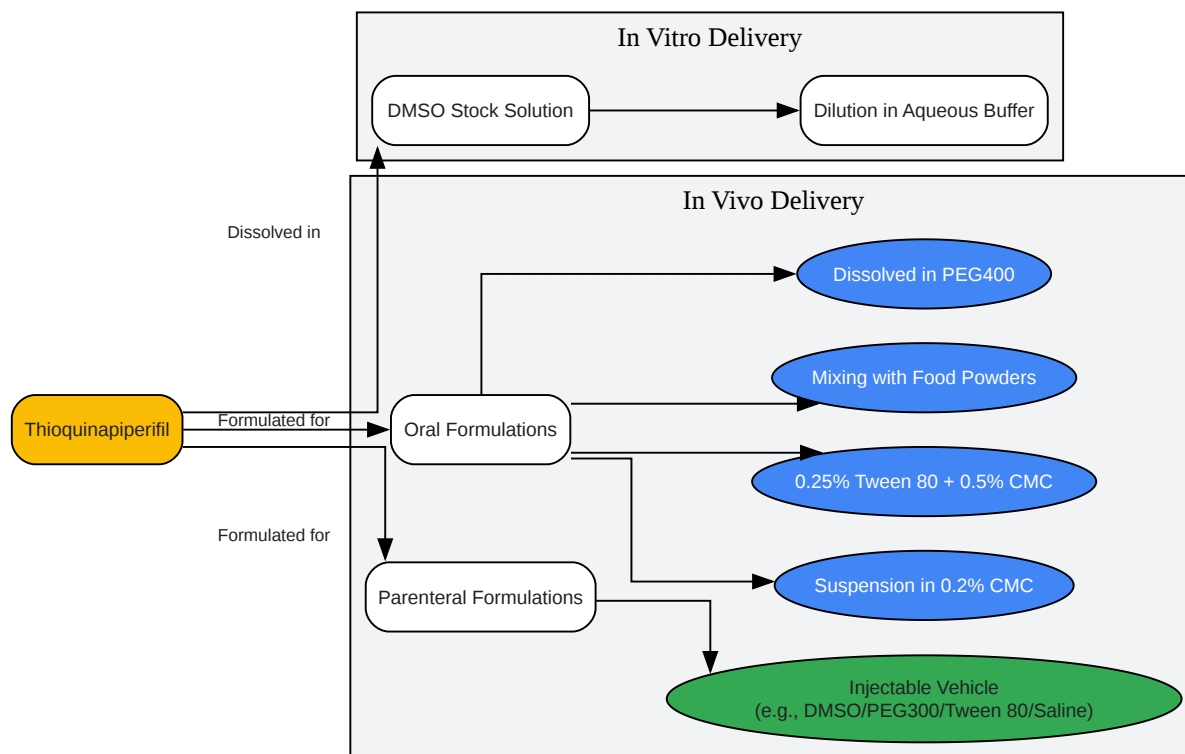 In Vitro Delivery
DMSO Stock Solution
Dilution in Aqueous Buffer
In Vivo Delivery
Dissolved in
Dissolved in PEG400
Mixing with Food Powders
Thioquinapiperifil
Formulated for
Oral Formulations
0.25% Tween 80 + 0.5% CMC
Formulated for
Parenteral Formulations
Suspension in 0.2% CMC
Injectable Vehicle
(e.g., DMSO/PEG300/Tween 80/Saline)